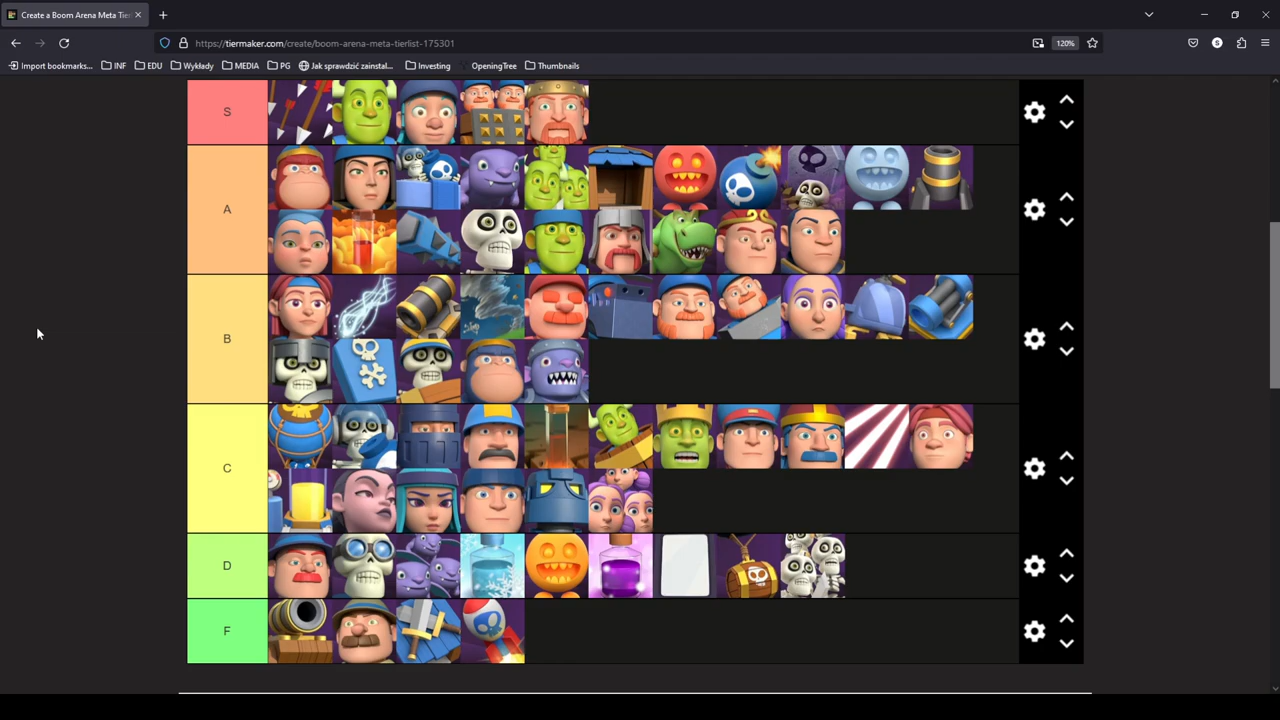 Create a Boom Arena Meta Tier
https://tiermaker.com/create/boom-arena-meta-tierlist-175301
120%
S
Import bookmarks...
INF
EDU
Wykłady
MEDIA
PG
Jak sprawdzić zainstal...
Investing
OpeningTree
Thumbnails
S
A
B
C
D
F